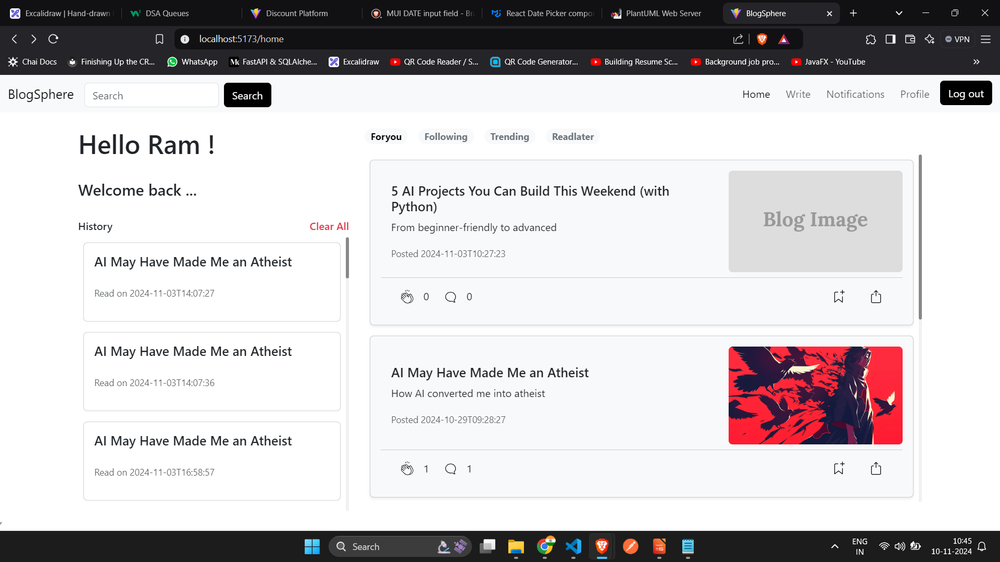 Excalidraw | Hand-drawn
DSA Queues
Discount Platform
MUI DATE input field - Bra
React Date Picker compo
PlantUML Web Server
BlogSphere
localhost:5173/home
VPN
Chai Docs
Finishing Up the CR...
WhatsApp
FastAPI & SQLAlche...
Excalidraw
QR Code Reader / S...
QR Code Generator...
Building Resume Sc...
Background job pro...
JavaFX - YouTube
BlogSphere
Search
Search
Home
Write
Notifications
Profile
Log out
Hello Ram !
Welcome back ...
History
Clear All
AI May Have Made Me an Atheist
Read on 2024-11-03T14:07:27
AI May Have Made Me an Atheist
Read on 2024-11-03T14:07:36
AI May Have Made Me an Atheist
Read on 2024-11-03T16:58:57
,
Foryou
Following
Trending
Readlater
5 AI Projects You Can Build This Weekend (with
Python)
From beginner-friendly to advanced
Posted 2024-11-03T10:27:23
Blog Image
0
0
AI May Have Made Me an Atheist
How AI converted me into atheist
Posted 2024-10-29T09:28:27
1
1
Search
ENG
IN
10:45
10-11-2024